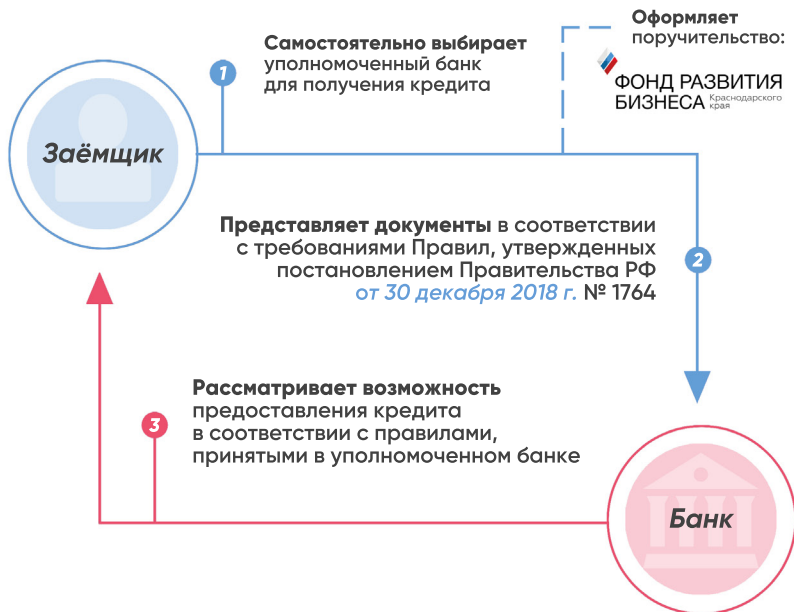 Заёмщик
1
Самостоятельно выбирает
уполномоченный банк
для получения кредита
Оформляет
поручительство:
ФОНД РАЗВИТИЯ
БИЗНЕСА Краснодарского
края
Представляет документы в соответствии
с требованиями Правил, утвержденных
постановлением Правительства РФ
от 30 декабря 2018 г. № 1764
2
Рассматривает возможность
предоставления кредита
в соответствии с правилами,
принятыми в уполномоченном банке
3
Банк